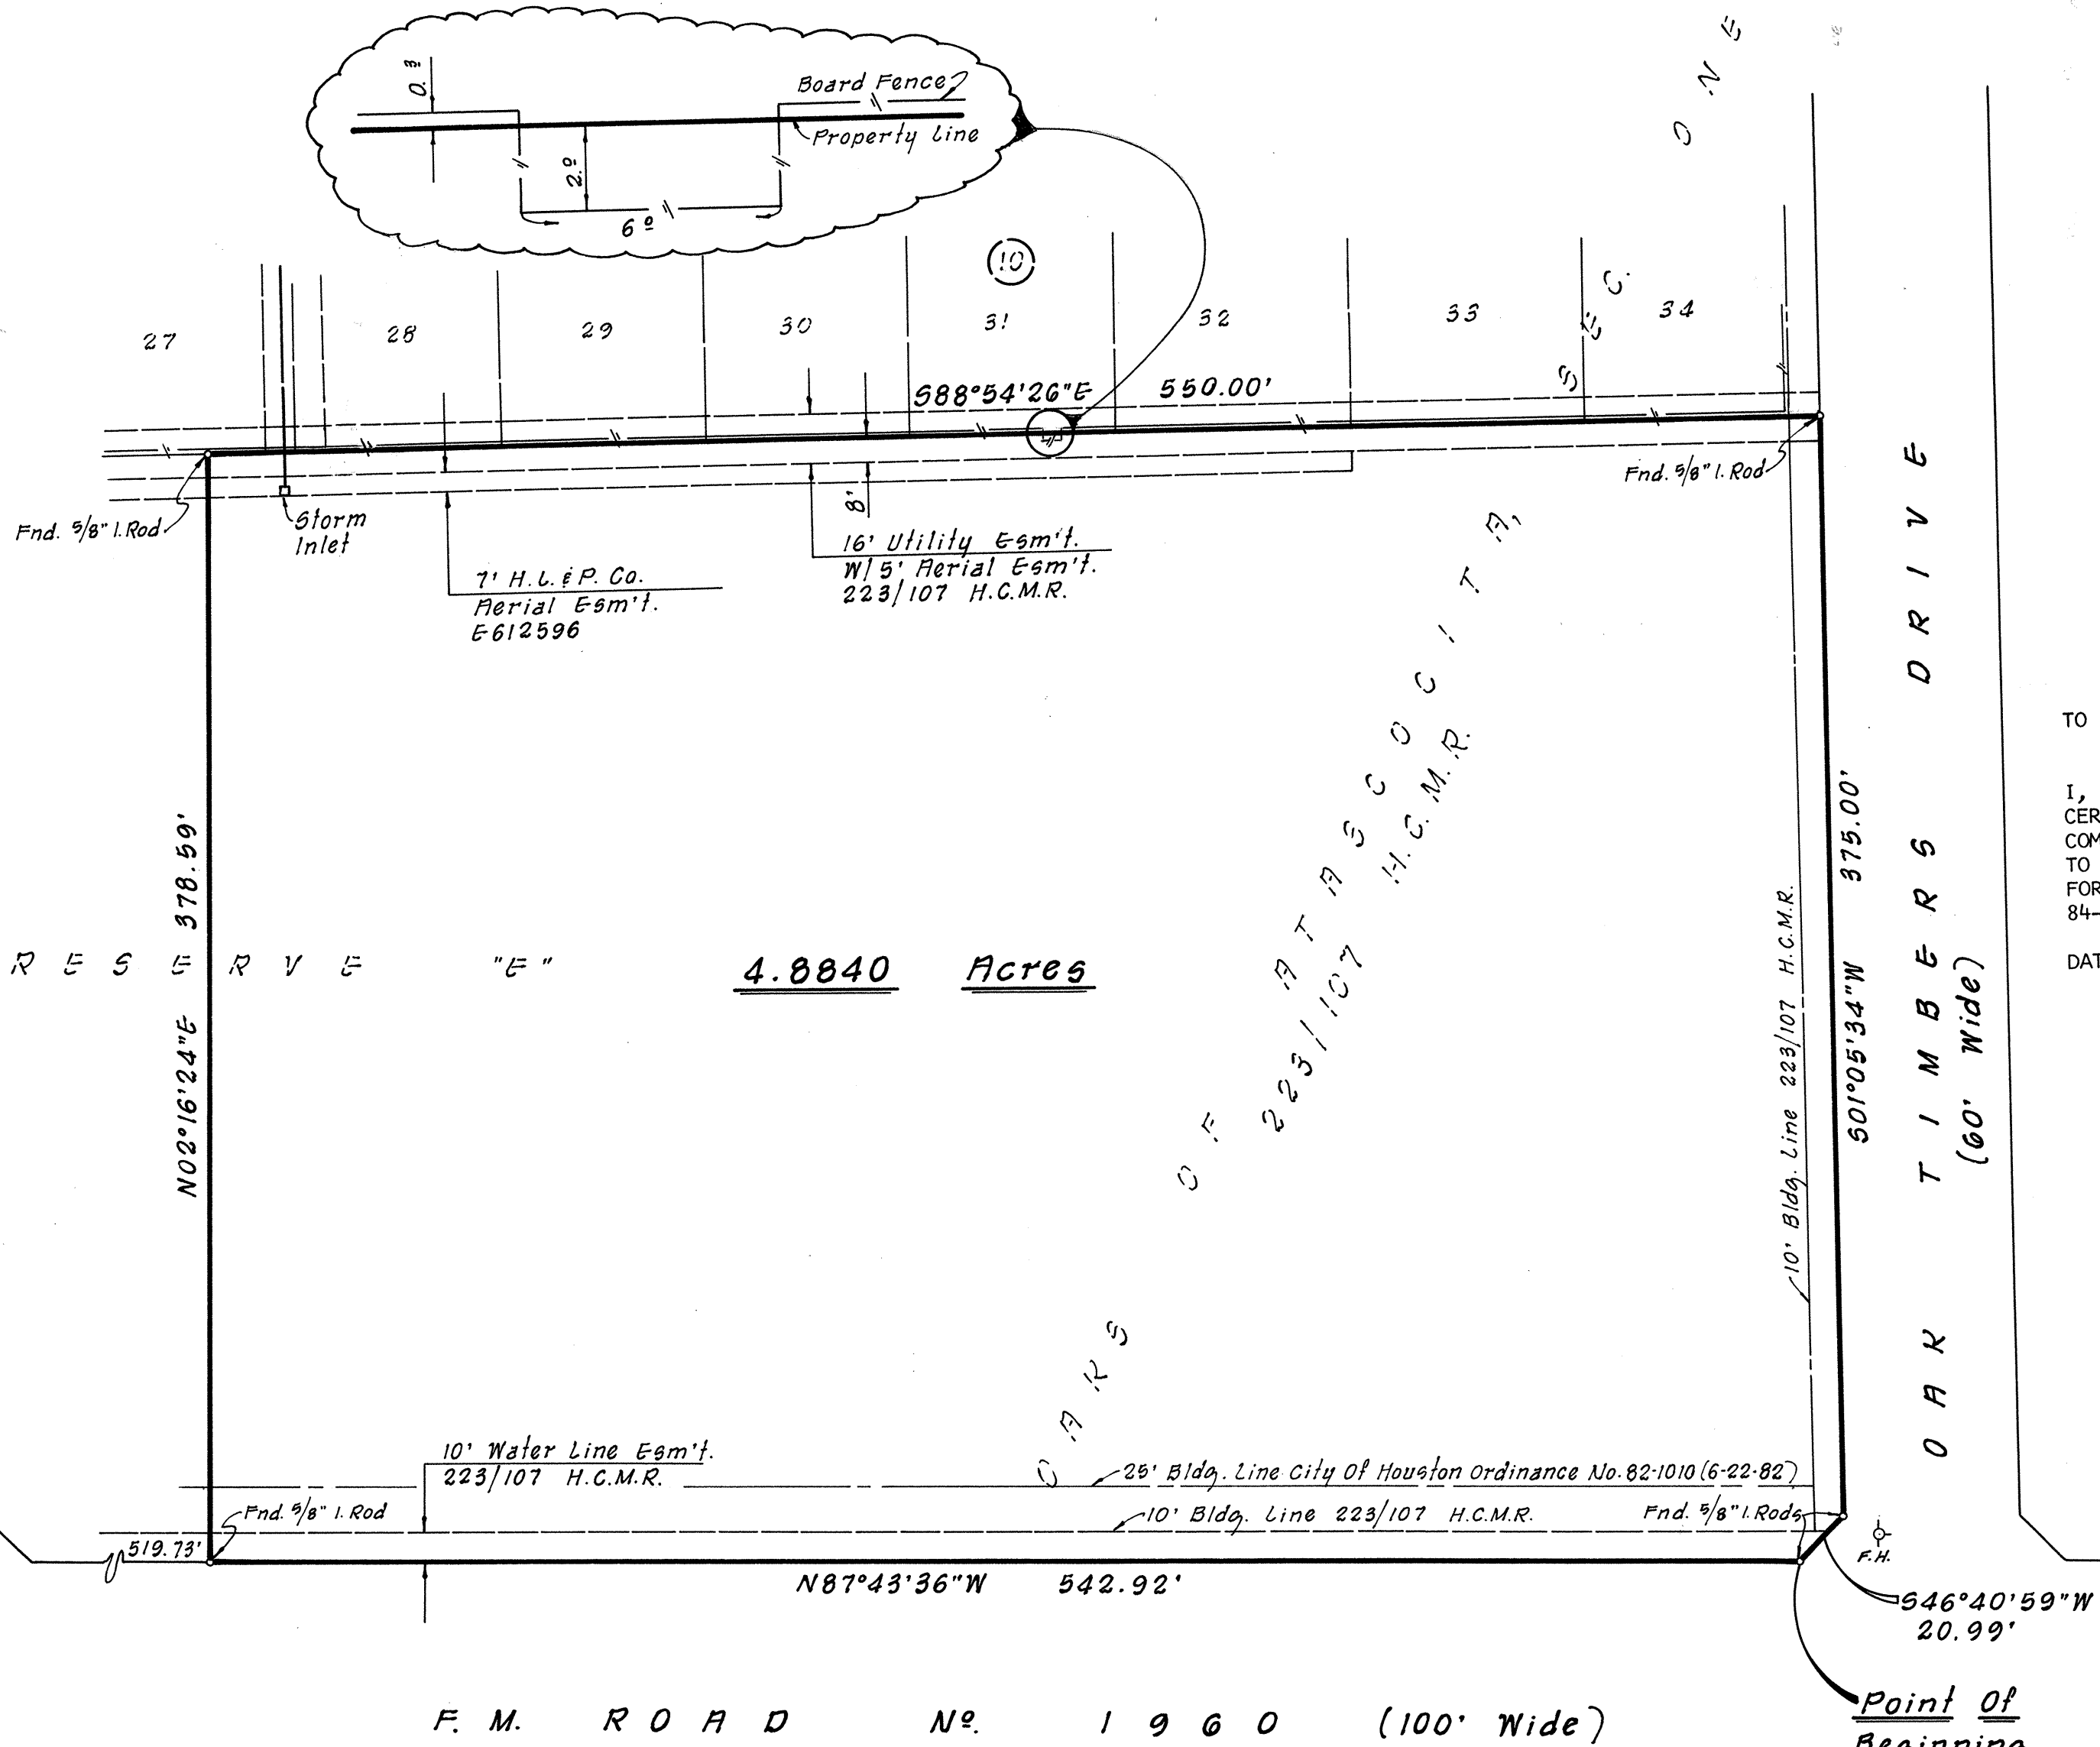 0.3
Board Fence
Property Line
2.0
6 0
10
27
28
29
30
31
32
33
34
S88°54'26"E 550.00'
Fnd. 5/8" I. Rod
Fnd. 5/8" I. Rod
Storm
Inlet
8'
16' Utility Esm't.
W/ 5' Aerial Esm't.
223/107 H.C.M.R.
7' H.L. & P. Co.
Aerial Esm't.
E612596
OAKS OF ATASCOCITA, SEC. ONE
223/107 H.C.M.R.
N02°16'24"E 378.59'
RESERVE "E"
4.8840 Acres
10' Bldg. Line 223/107 H.C.M.R.
S01°05'34"W 375.00'
OAK TIMBERS DRIVE
(60' Wide)
TO
I,
CER
COM
TO
FOR
84-
DAT
10' Water Line Esm't.
223/107 H.C.M.R.
25' Bldg. Line City Of Houston Ordinance No. 82-1010 (6-22-82)
Fnd. 5/8" I. Rod
10' Bldg. Line 223/107 H.C.M.R.
Fnd. 5/8" I. Rods
519.73'
F.H.
N87°43'36"W 542.92'
S46°40'59"W
20.99'
Point Of
Beginning
F. M. ROAD Nº. 1960 (100' Wide)